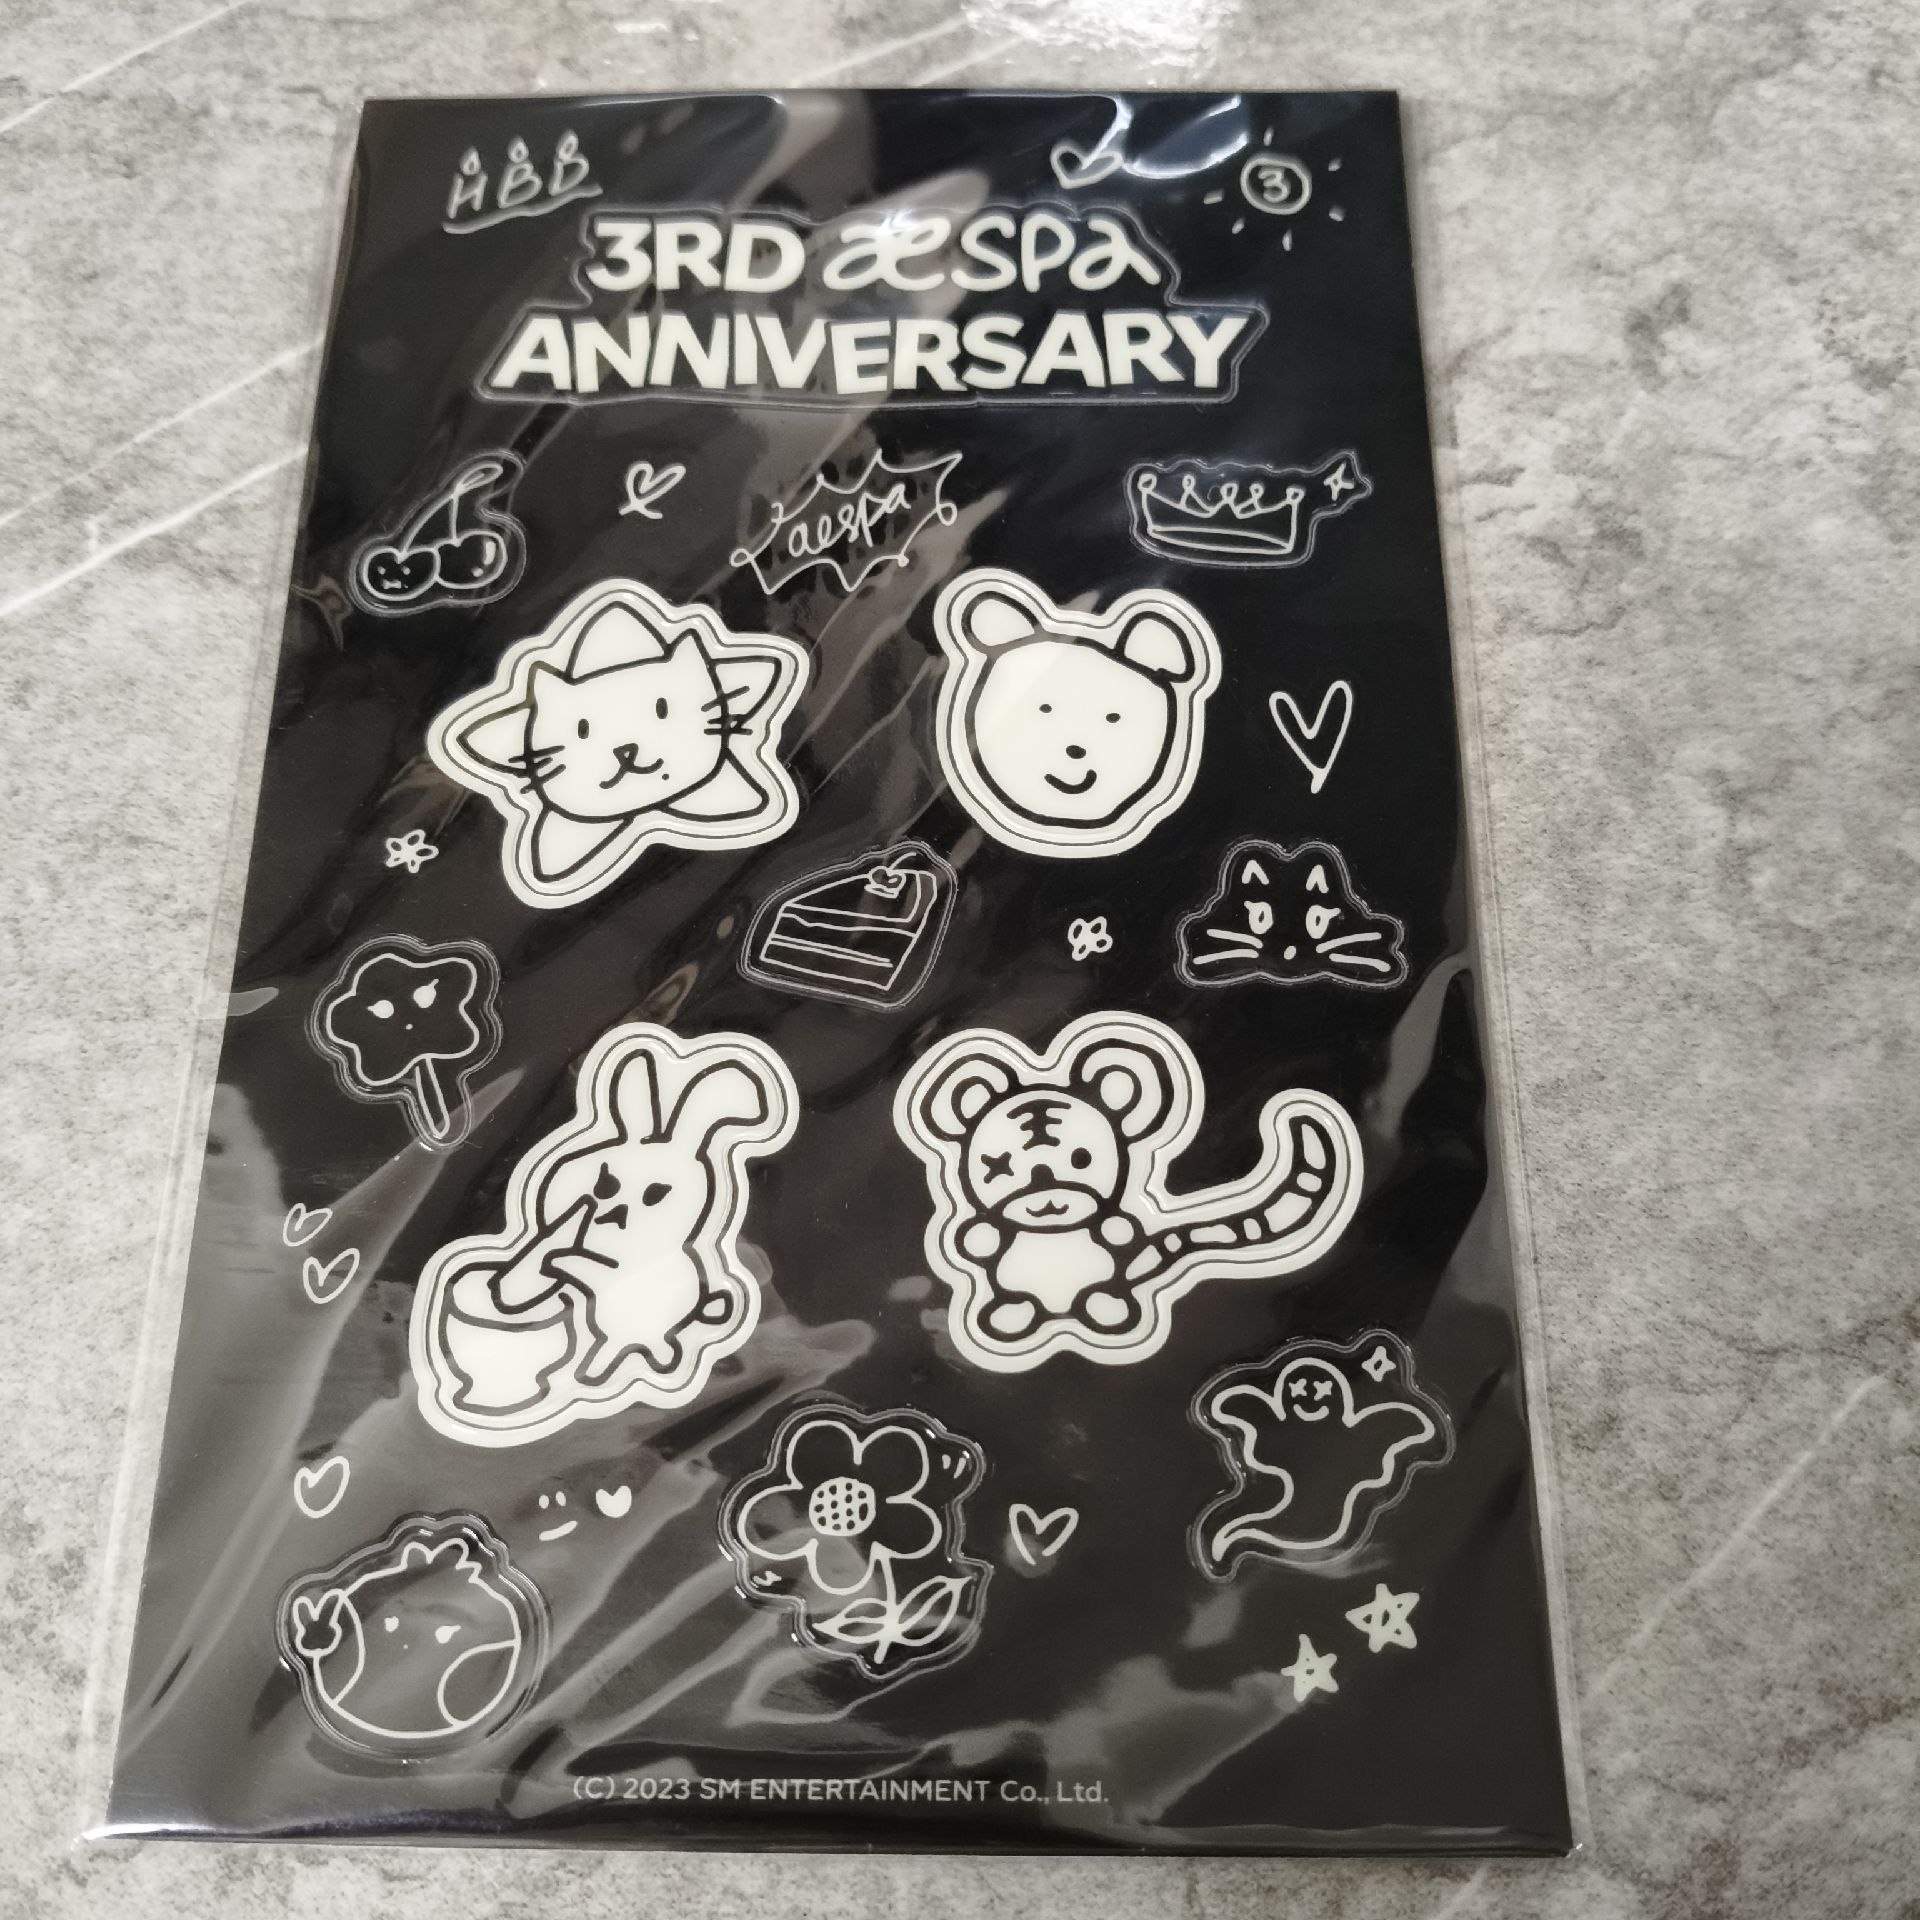 HBD
3
3RD æspa
ANNIVERSARY
aespa
(C) 2023 SM ENTERTAINMENT Co., Ltd.